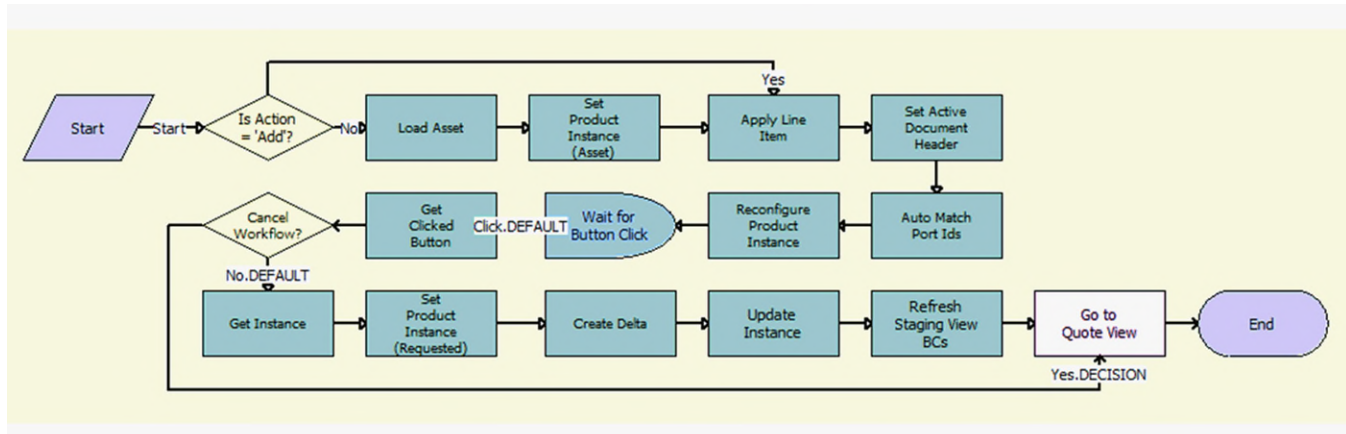 Yes
Start
Start
Is Action
= 'Add'?
No
Load Asset
Set
Product
Instance
(Asset)
Apply Line
Item
Set Active
Document
Header
Cancel
Workflow?
Get
Clicked
Button
Click.DEFAULT
Wait for
Button Click
Reconfigure
Product
Instance
Auto Match
Port Ids
No.DEFAULT
Get Instance
Set
Product
Instance
(Requested)
Create Delta
Update
Instance
Refresh
Staging View
BCs
Go to
Quote View
End
Yes.DECISION